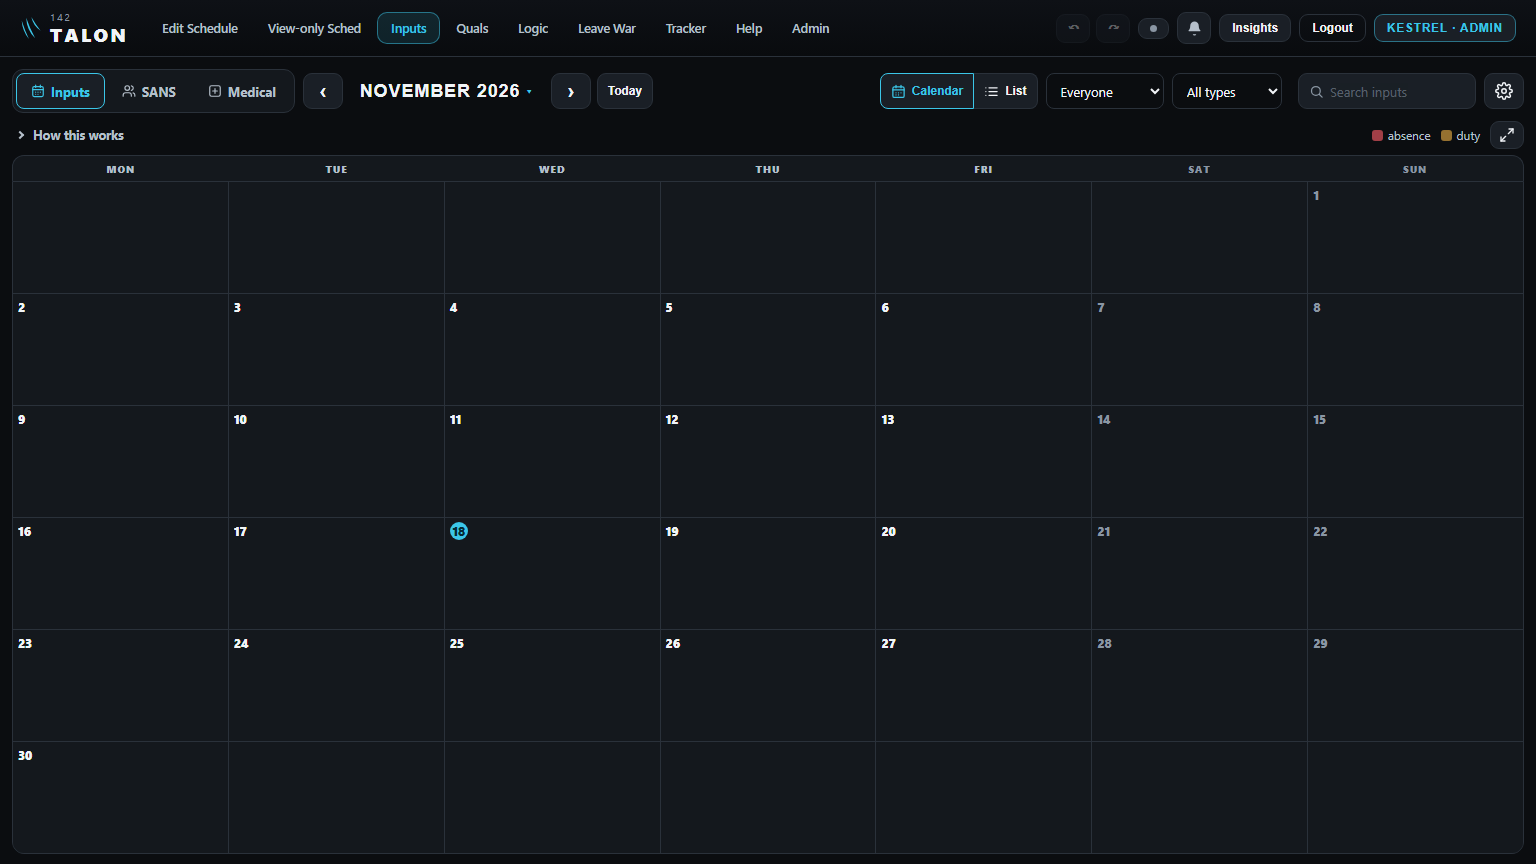 142
TALON
Edit Schedule
View-only Sched
Inputs
Quals
Logic
Leave War
Tracker
Help
Admin
Insights
Logout
KESTREL · ADMIN
Inputs
SANS
Medical
‹
NOVEMBER 2026
›
Today
Calendar
List
Everyone
All types
Search inputs
How this works
absence
duty
MON TUE WED THU FRI SAT SUN
1
2 3 4 5 6 7 8
9 10 11 12 13 14 15
16 17 18 19 20 21 22
23 24 25 26 27 28 29
30